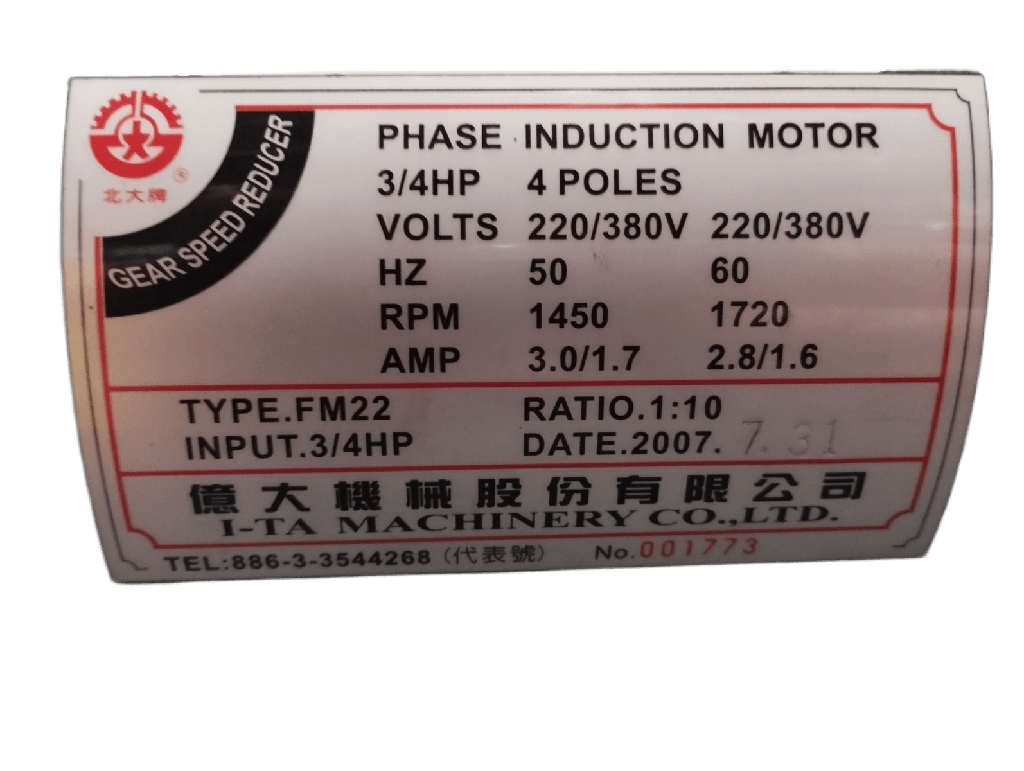 北大牌
®
GEAR SPEED REDUCER
PHASE INDUCTION MOTOR
3/4HP 4 POLES
VOLTS 220/380V 220/380V
HZ 50 60
RPM 1450 1720
AMP 3.0/1.7 2.8/1.6
TYPE.FM22 RATIO.1:10
INPUT.3/4HP DATE.2007. 7.31
億大機械股份有限公司
I-TA MACHINERY CO.,LTD.
TEL:886-3-3544268 (代表號) No.001773